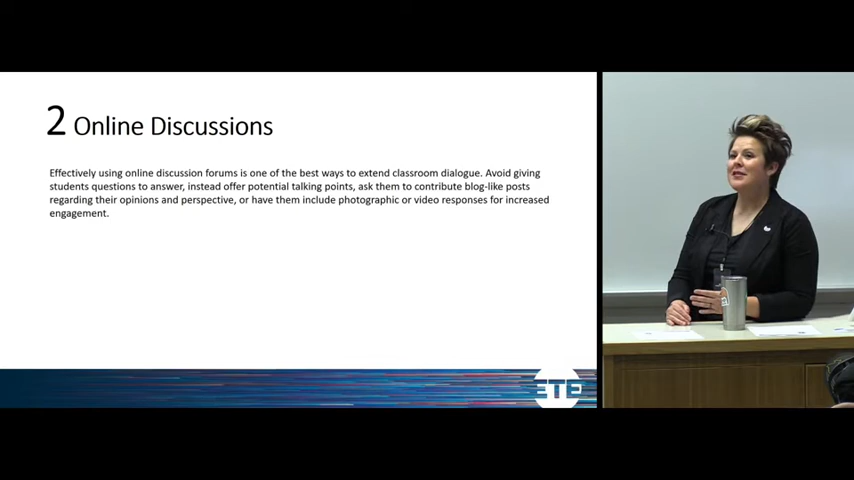 2 Online Discussions
Effectively using online discussion forums is one of the best ways to extend classroom dialogue. Avoid giving
students questions to answer, instead offer potential talking points, ask them to contribute blog-like posts
regarding their opinions and perspective, or have them include photographic or video responses for increased
engagement.
ETE